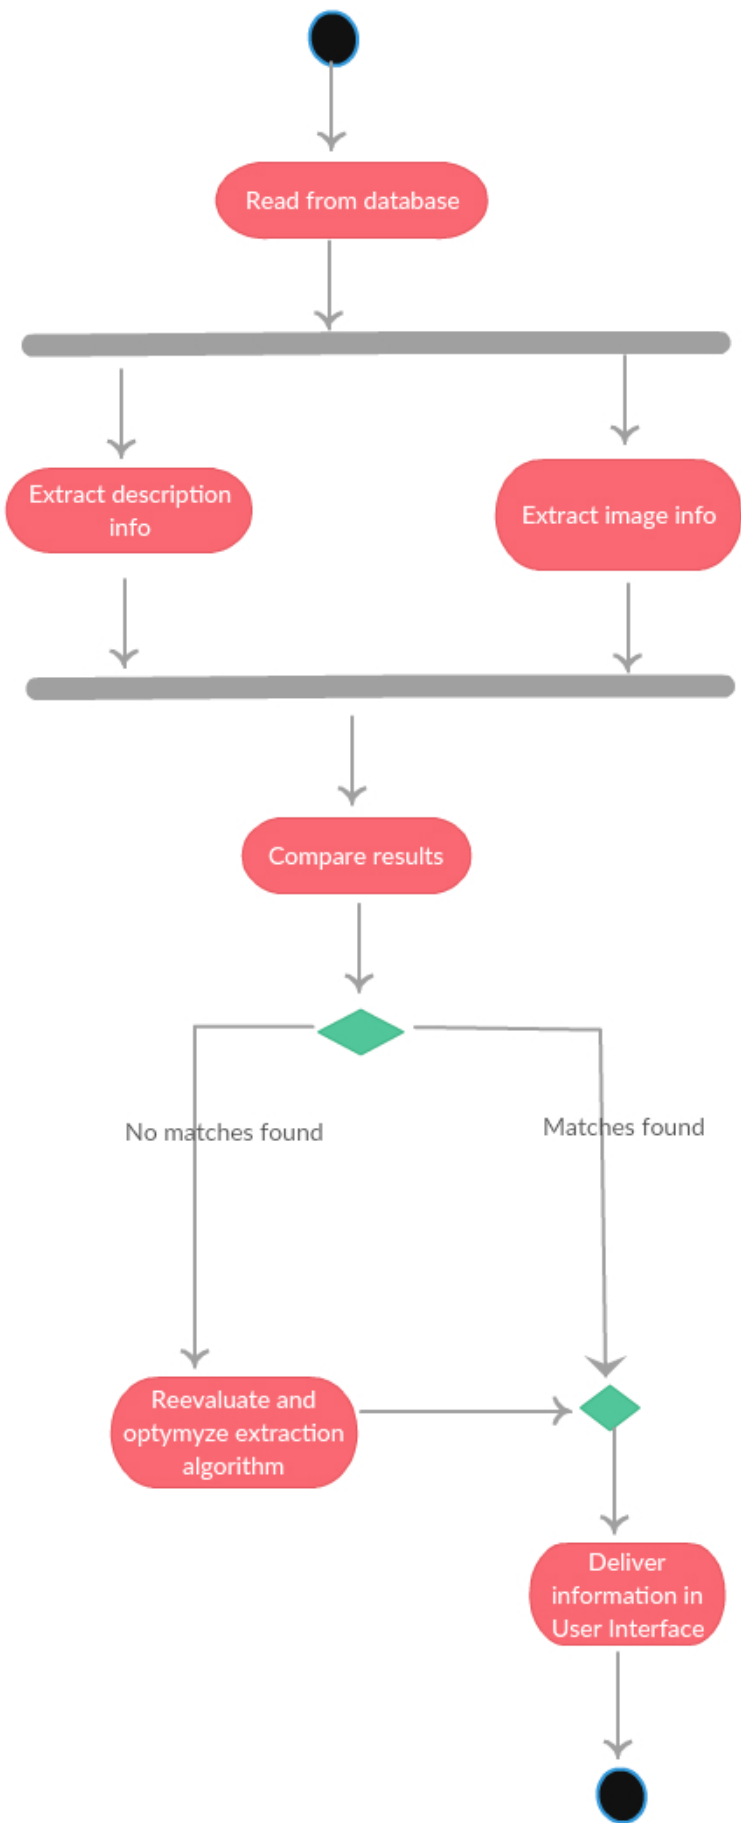 Read from database
Extract description
info
Extract image info
Compare results
No matches found
Matches found
Reevaluate and
optymyze extraction
algorithm
Deliver
information in
User Interface